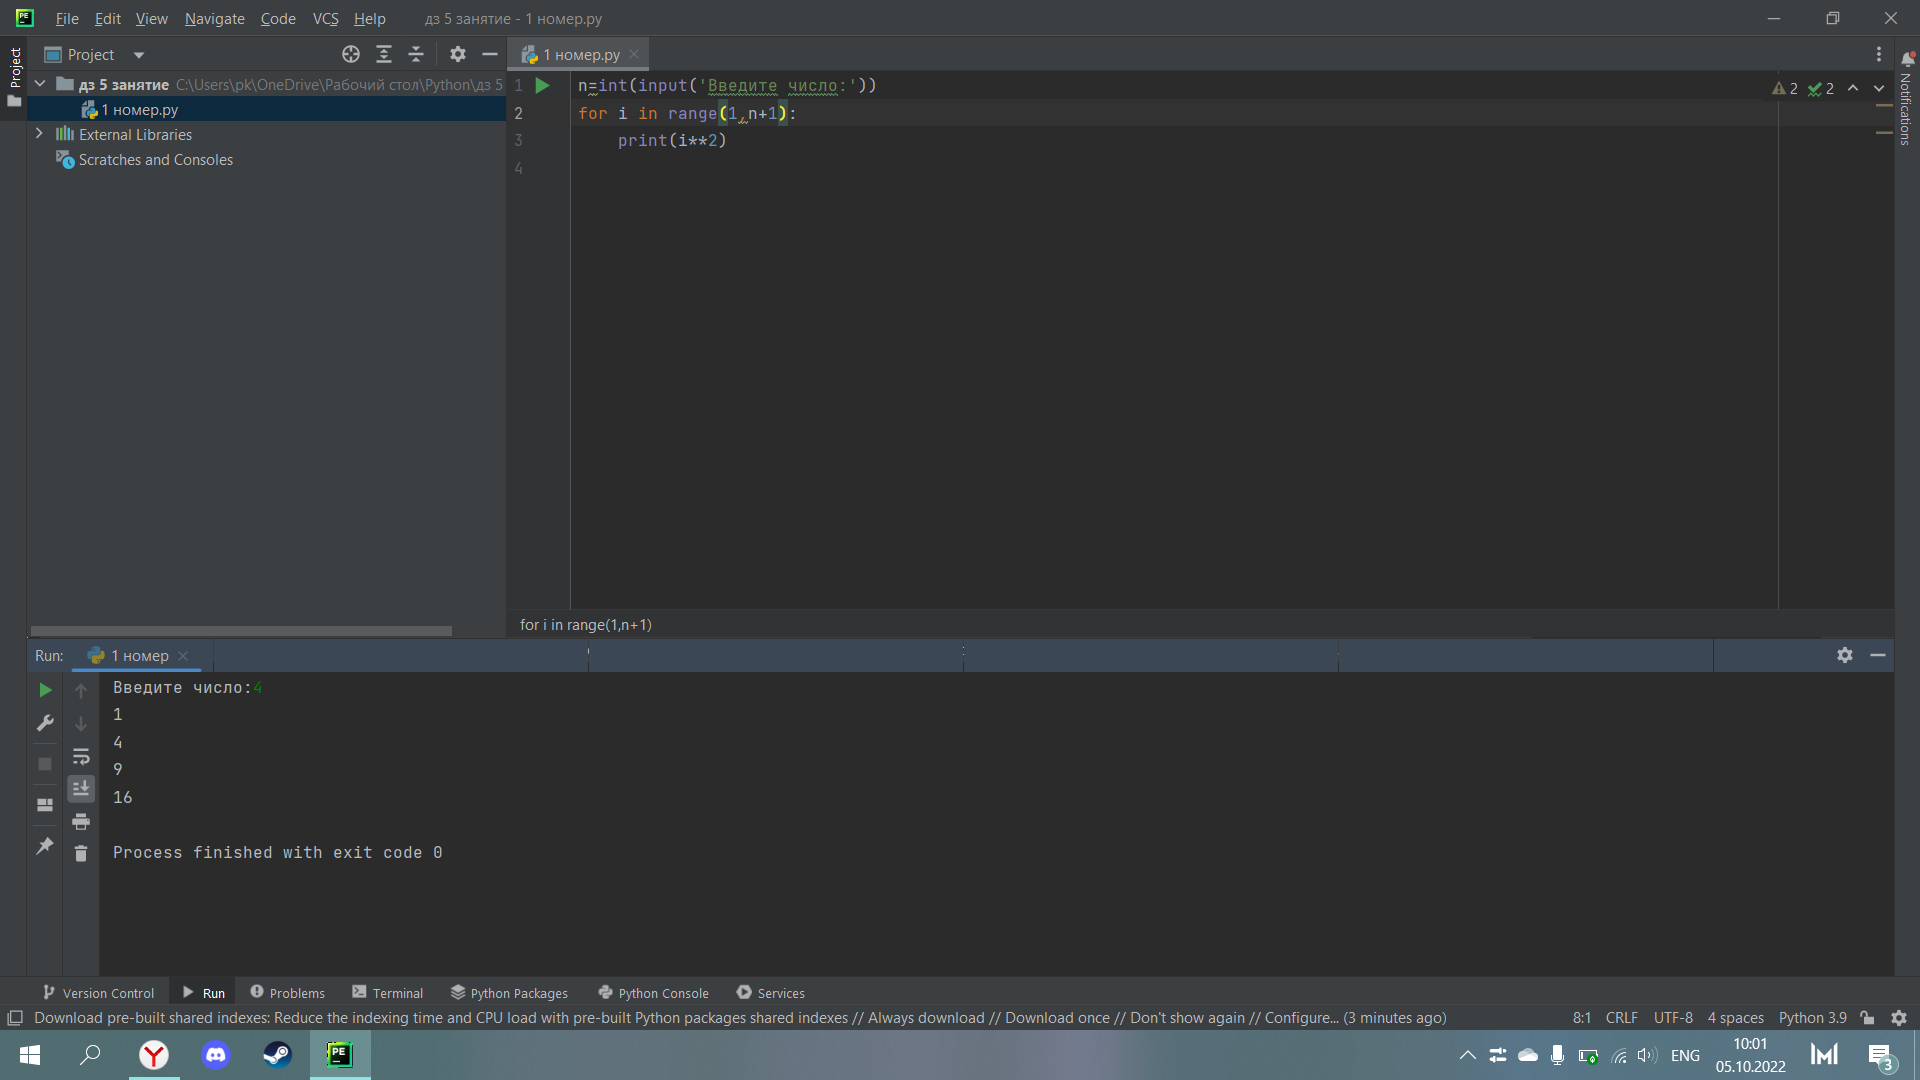 File Edit View Navigate Code VCS Help дз 5 занятие - 1 номер.py
Project
Project
дз 5 занятие C:\Users\pk\OneDrive\Рабочий стол\Python\дз 5
1 номер.py
External Libraries
Scratches and Consoles
1 номер.py
1 n=int(input('Введите число:'))
2 for i in range(1,n+1):
3 print(i**2)
4
2 2
Notifications
for i in range(1,n+1)
Run: 1 номер
Введите число:4
1
4
9
16
Process finished with exit code 0
Version Control Run Problems Terminal Python Packages Python Console Services
Download pre-built shared indexes: Reduce the indexing time and CPU load with pre-built Python packages shared indexes // Always download // Download once // Don't show again // Configure... (3 minutes ago) 8:1 CRLF UTF-8 4 spaces Python 3.9
PE ENG 10:01
05.10.2022
3